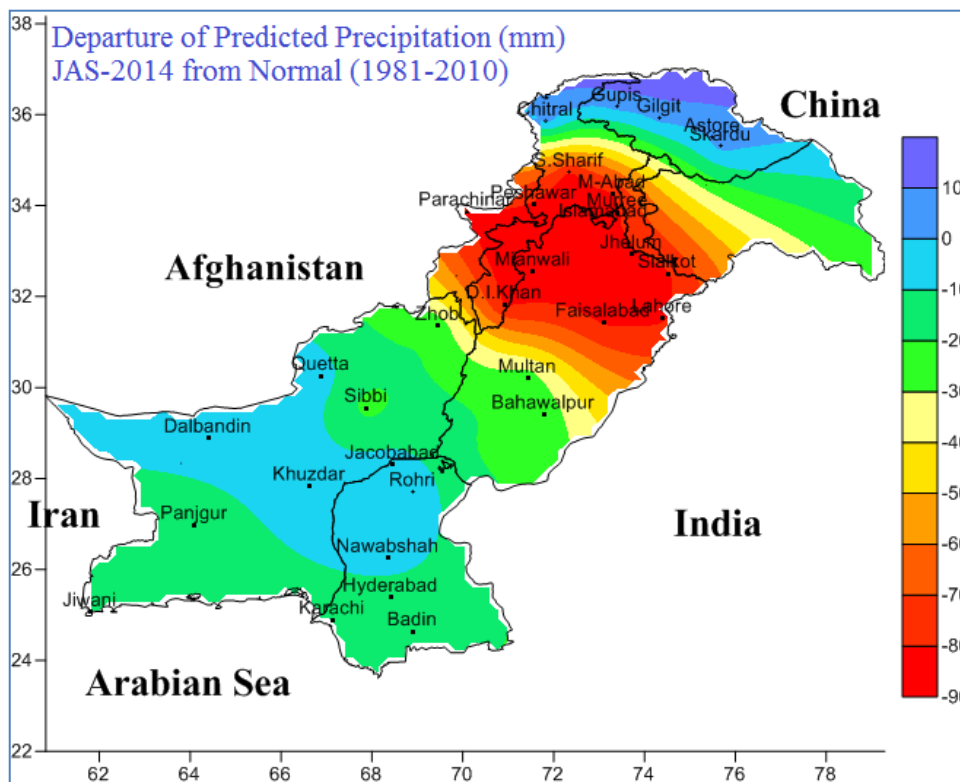 Departure of Predicted Precipitation (mm)
JAS-2014 from Normal (1981-2010)
38
36
34
32
30
28
26
24
22
62
64
66
68
70
72
74
76
78
China
Afghanistan
Iran
India
Arabian Sea
Chitral
Gupis
Gilgit
Astore
Skardu
S.Sharif
M-Abad
Parachinar
Peshawar
Murree
Islamabad
Jhelum
Mianwali
Sialkot
D.I.Khan
Faisalabad
Lahore
Zhob
Quetta
Multan
Sibbi
Bahawalpur
Dalbandin
Jacobabad
Khuzdar
Rohri
Panjgur
Nawabshah
Jiwani
Hyderabad
Karachi
Badin
10
0
-10
-20
-30
-40
-50
-60
-70
-80
-90